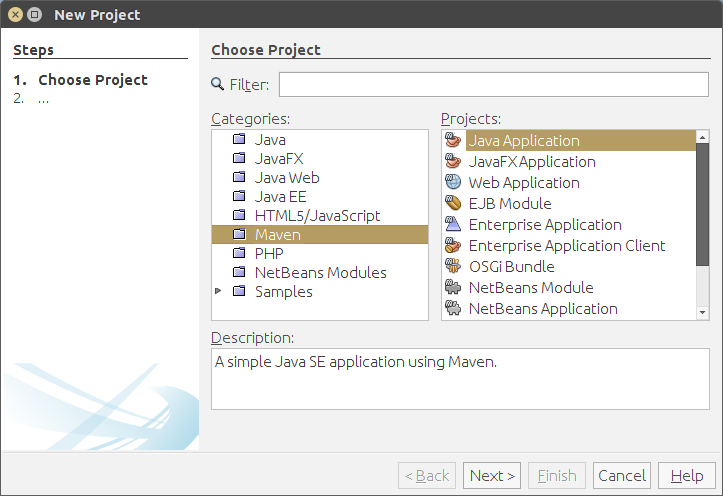 New Project
Steps
1. Choose Project
2. ...
Choose Project
Filter:
Categories:
Java
JavaFX
Java Web
Java EE
HTML5/JavaScript
Maven
PHP
NetBeans Modules
Samples
Projects:
Java Application
JavaFX Application
Web Application
EJB Module
Enterprise Application
Enterprise Application Client
OSGi Bundle
NetBeans Module
NetBeans Application
Description:
A simple Java SE application using Maven.
< Back Next > Finish Cancel Help